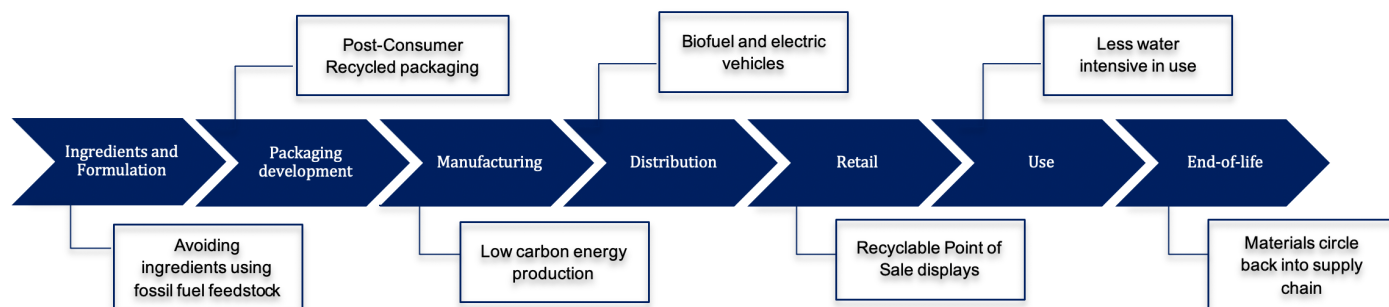 Post-Consumer
Recycled packaging
Biofuel and electric
vehicles
Less water
intensive in use
Ingredients and
Formulation
Packaging
development
Manufacturing
Distribution
Retail
Use
End-of-life
Avoiding
ingredients using
fossil fuel feedstock
Low carbon energy
production
Recyclable Point of
Sale displays
Materials circle
back into supply
chain